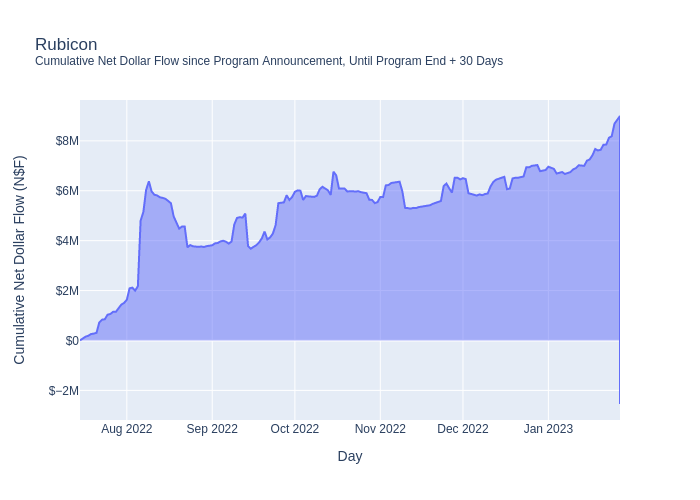 Rubicon
Cumulative Net Dollar Flow since Program Announcement, Until Program End + 30 Days
Cumulative Net Dollar Flow (N$F)
$8M
$6M
$4M
$2M
$0
$−2M
Aug 2022
Sep 2022
Oct 2022
Nov 2022
Dec 2022
Jan 2023
Day